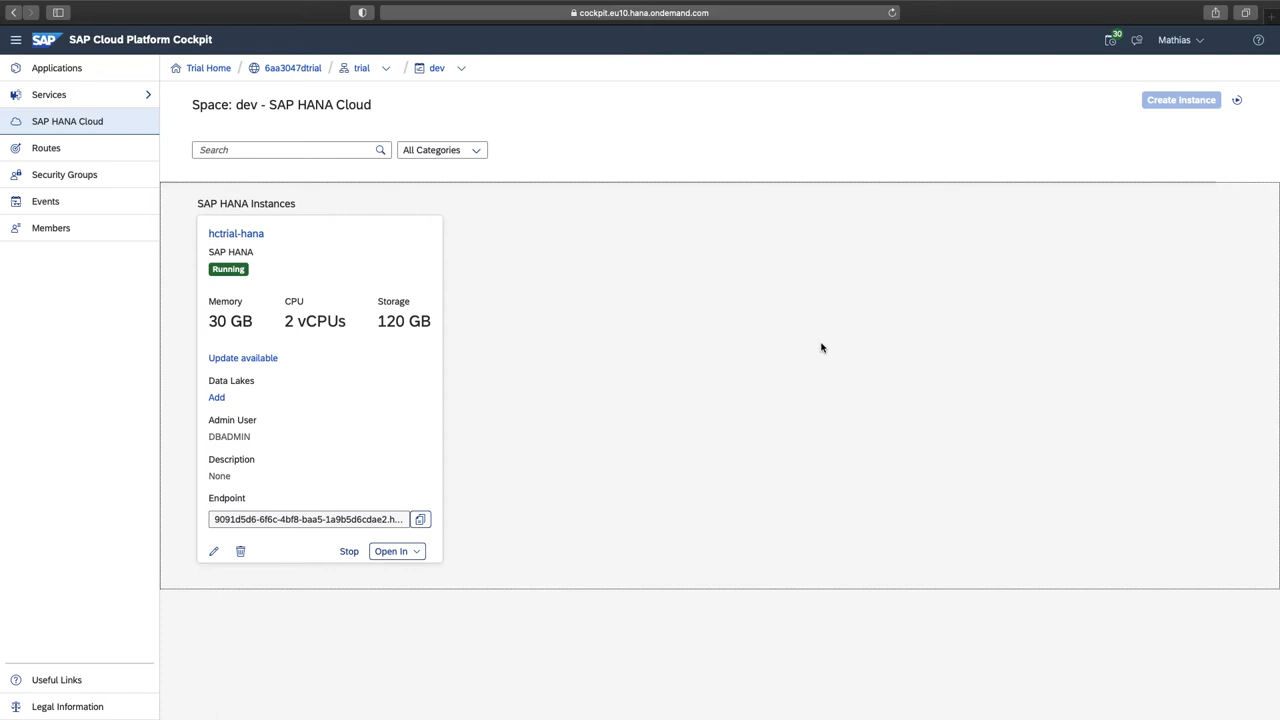 cockpit.eu10.hana.ondemand.com
SAP SAP Cloud Platform Cockpit
30
Mathias
Applications
Services
SAP HANA Cloud
Routes
Security Groups
Events
Members
Useful Links
Legal Information
Trial Home / 6aa3047dtrial / trial / dev
Space: dev - SAP HANA Cloud
Create Instance
Search
All Categories
SAP HANA Instances
hctrial-hana
SAP HANA
Running
Memory CPU Storage
30 GB 2 vCPUs 120 GB
Update available
Data Lakes
Add
Admin User
DBADMIN
Description
None
Endpoint
9091d5d6-6f6c-4bf8-baa5-1a9b5d6cdae2.h...
Stop Open In